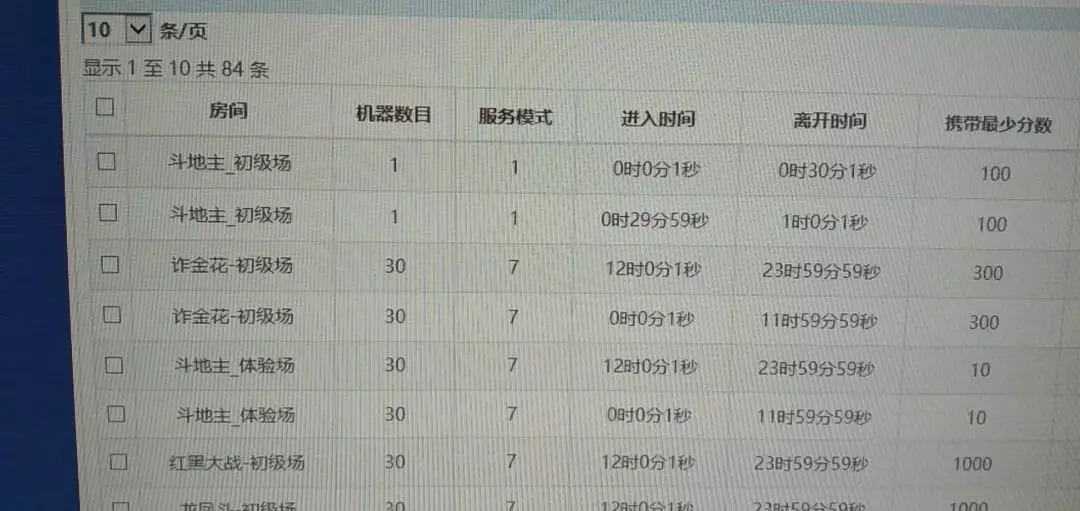 10 条/页
显示 1 至 10 共 84 条
房间 机器数目 服务模式 进入时间 离开时间 携带最少分数
斗地主_初级场 1 1 0时0分1秒 0时30分1秒 100
斗地主_初级场 1 1 0时29分59秒 1时0分1秒 100
诈金花-初级场 30 7 12时0分1秒 23时59分59秒 300
诈金花-初级场 30 7 0时0分1秒 11时59分59秒 300
斗地主_体验场 30 7 12时0分1秒 23时59分59秒 10
斗地主_体验场 30 7 0时0分1秒 11时59分59秒 10
红黑大战-初级场 30 7 12时0分1秒 23时59分59秒 1000
30 7 12时0分1秒 23时59分59秒 1000